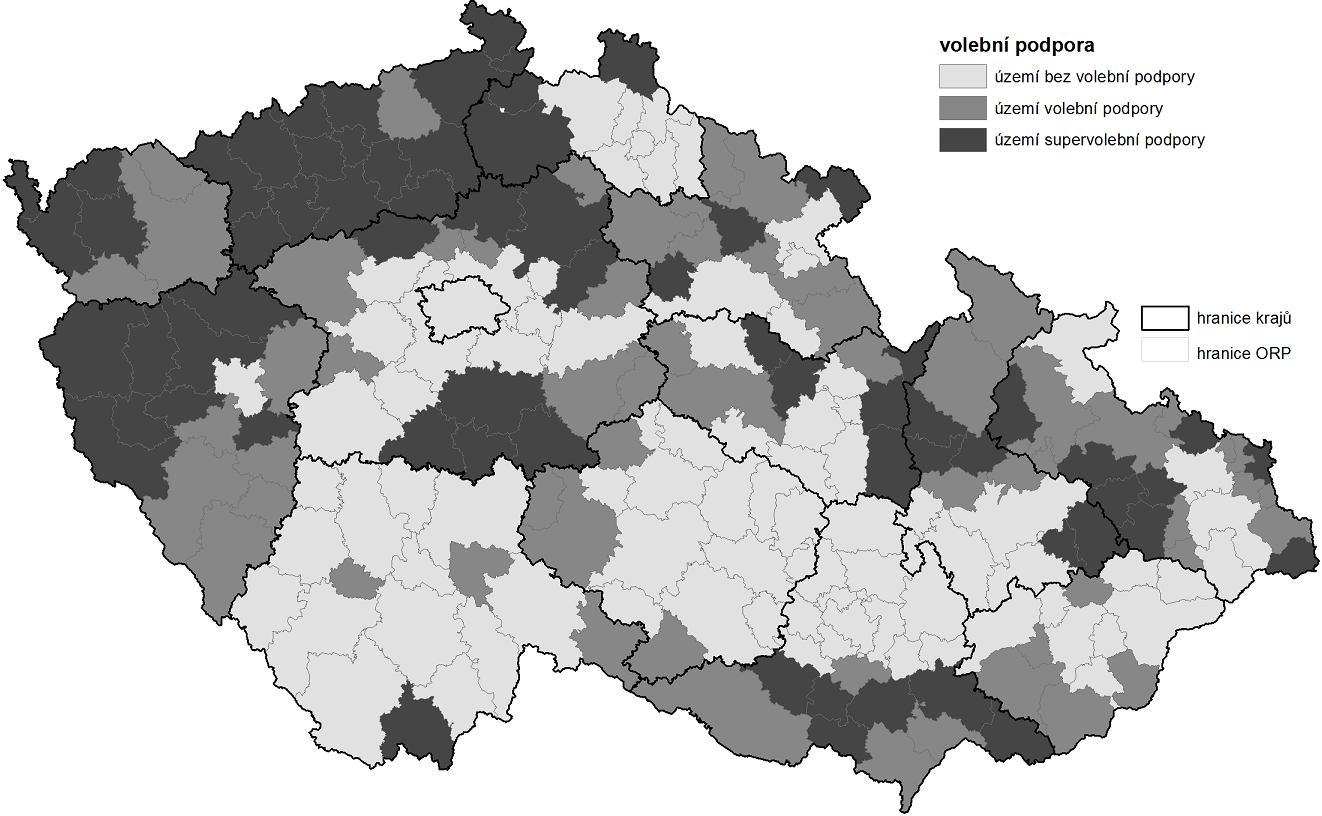 volební podpora
území bez volební podpory
území volební podpory
území supervolební podpory
hranice krajů
hranice ORP